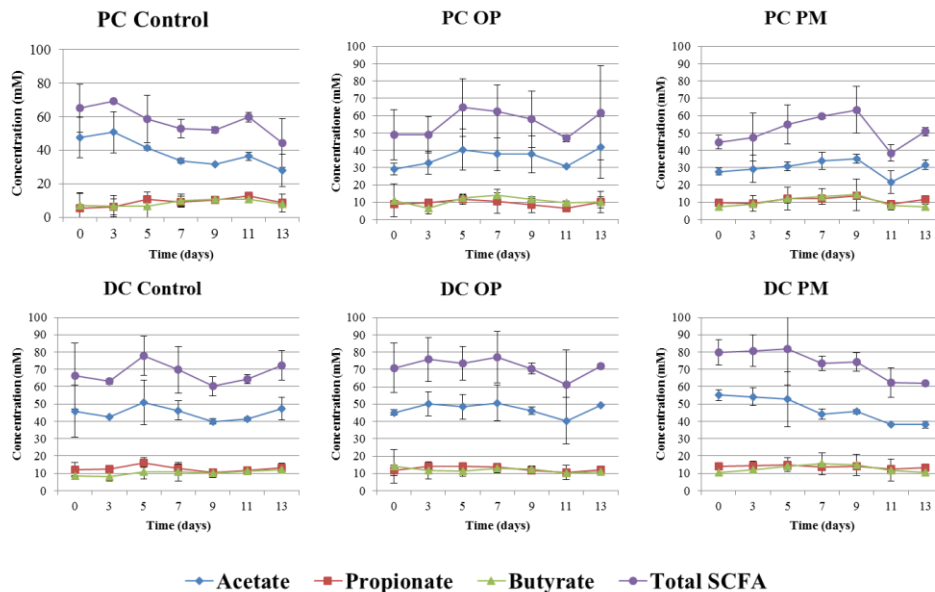 PC Control
PC OP
PC PM
Concentration (mM)
100
80
60
40
20
0
0 3 5 7 9 11 13
Time (days)
Concentratione (mM)
100
90
80
70
60
50
40
30
20
10
0
0 3 5 7 9 11 13
Time (days)
Concentration (mM)
100
90
80
70
60
50
40
30
20
10
0
0 3 5 7 9 11 13
Time (days)
DC Control
DC OP
DC PM
Concentration (mM)
100
90
80
70
60
50
40
30
20
10
0
0 3 5 7 9 11 13
Time (days)
Concentration (mM)
100
90
80
70
60
50
40
30
20
10
0
0 3 5 7 9 11 13
Time (days)
Concentration (mM)
100
90
80
70
60
50
40
30
20
10
0
0 3 5 7 9 11 13
Time (days)
Acetate Propionate Butyrate Total SCFA